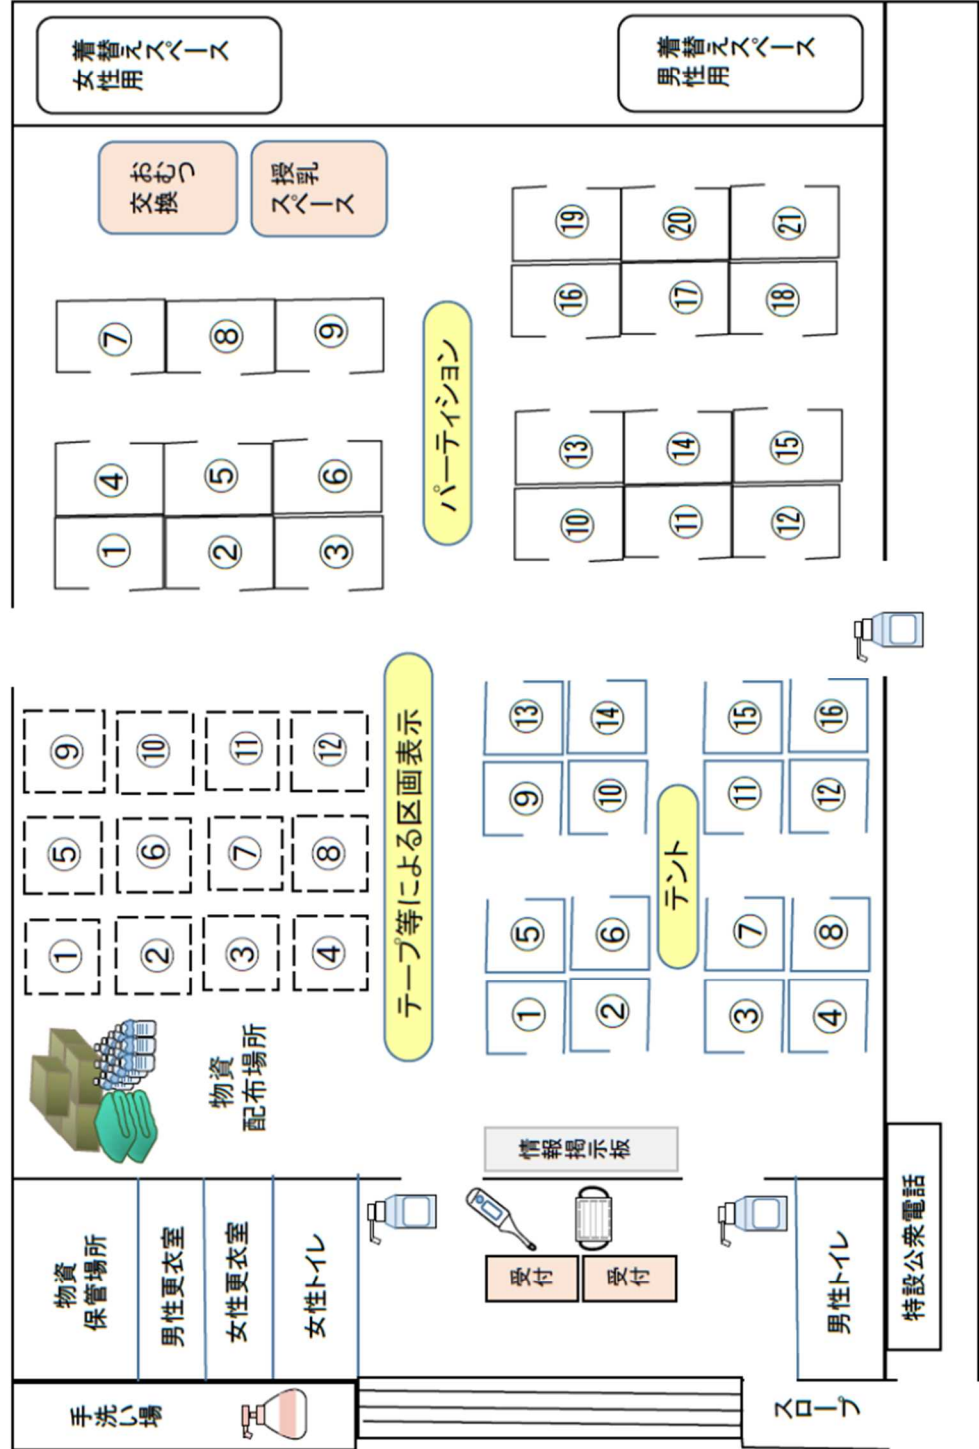 着替えスペース
女性用
着替えスペース
男性用
おむつ
交換
授乳
スペース
⑦
⑧
⑨
④
⑤
⑥
①
②
③
パーティション
⑲
⑳
㉑
⑯
⑰
⑱
⑬
⑭
⑮
⑩
⑪
⑫
⑨
⑩
⑪
⑫
⑤
⑥
⑦
⑧
①
②
③
④
テープ等による区画表示
⑬
⑭
⑮
⑯
⑨
⑩
⑪
⑫
テント
⑤
⑥
⑦
⑧
①
②
③
④
物資
配布場所
情報掲示板
物資
保管場所
男性更衣室
女性更衣室
女性トイレ
受付
受付
男性トイレ
特設公衆電話
手洗い場
スロープ